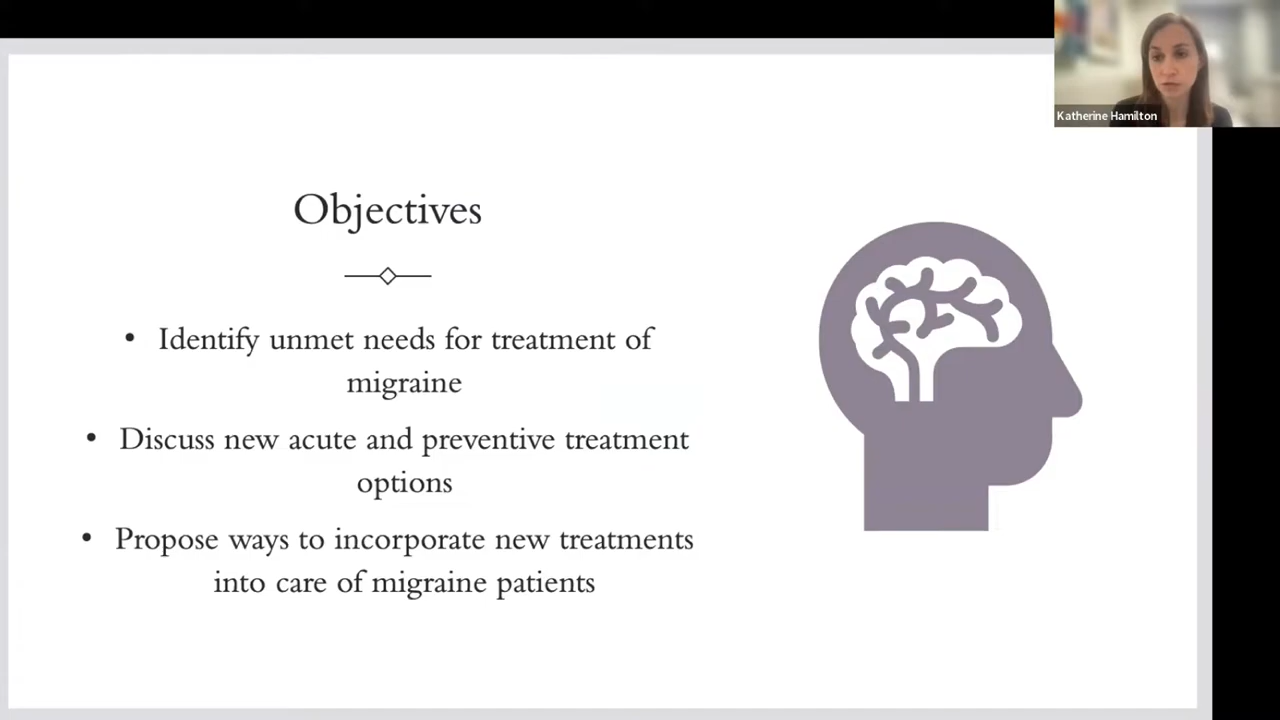 Katherine Hamilton
Objectives
• Identify unmet needs for treatment of
migraine
• Discuss new acute and preventive treatment
options
• Propose ways to incorporate new treatments
into care of migraine patients